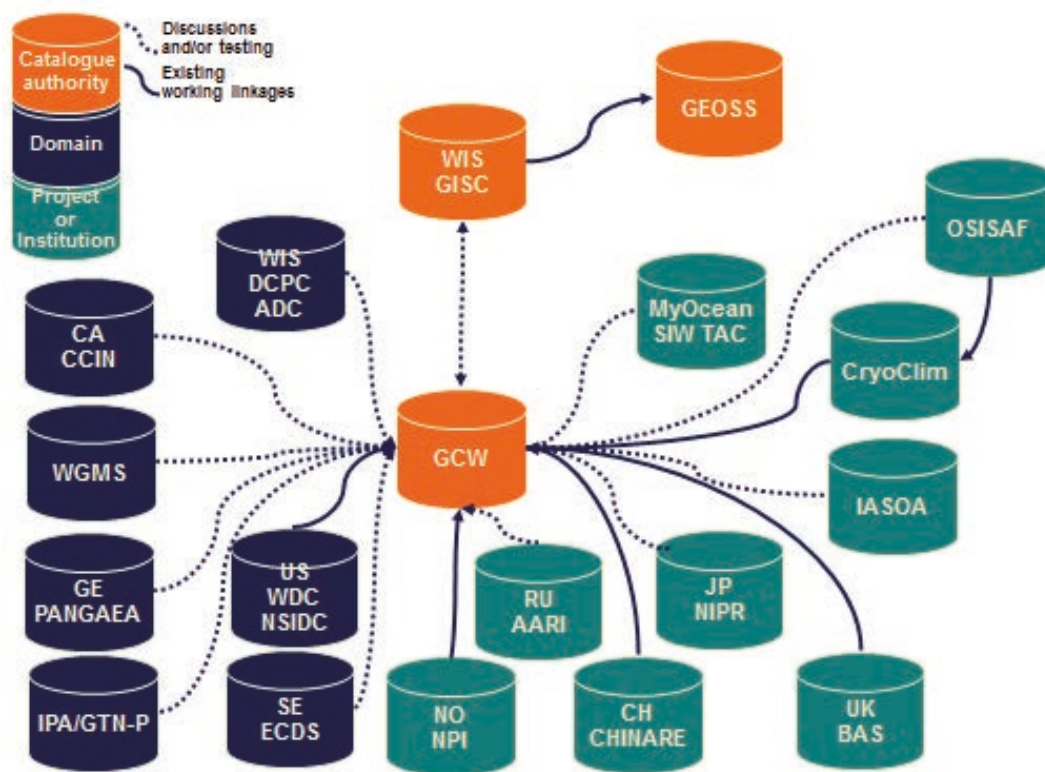 Catalogue
authority
Domain
Project
or
Institution
Discussions
and/or testing
Existing
working linkages
GEOSS
WIS
GISC
OSISAF
WIS
DCPC
ADC
MyOcean
SIW TAC
CA
CCIN
CryoClim
GCW
WGMS
IASOA
GE
PANGAEA
US
WDC
NSIDC
RU
AARI
JP
NIPR
IPA/GTN-P
SE
ECDS
NO
NPI
CH
CHINARE
UK
BAS